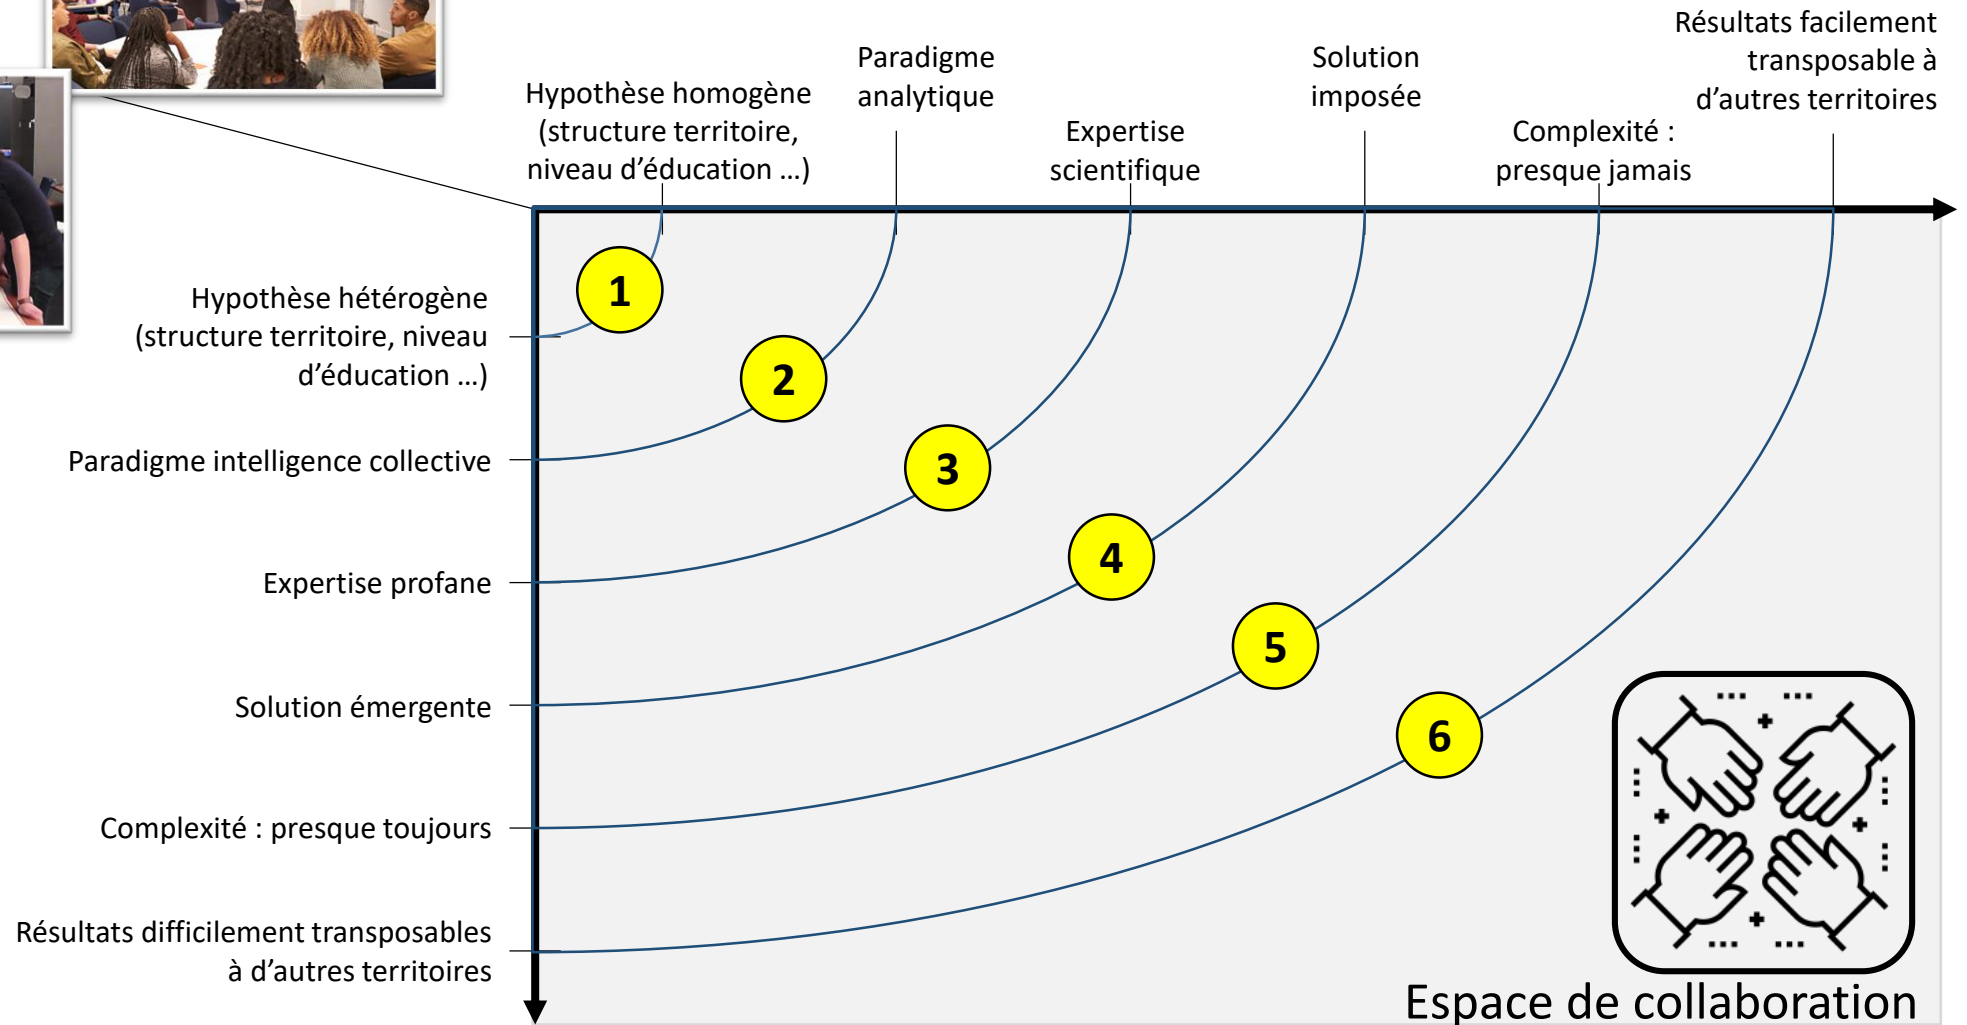 Résultats facilement
transposable à
d'autres territoires
Paradigme
analytique
Solution
imposée
Hypothèse homogène
(structure territoire,
niveau d'éducation ...)
Expertise
scientifique
Complexité :
presque jamais
Hypothèse hétérogène
(structure territoire, niveau
d'éducation ...)
1
2
Paradigme intelligence collective
3
Expertise profane
4
Solution émergente
5
6
Complexité : presque toujours
Résultats difficilement transposables
à d'autres territoires
Espace de collaboration